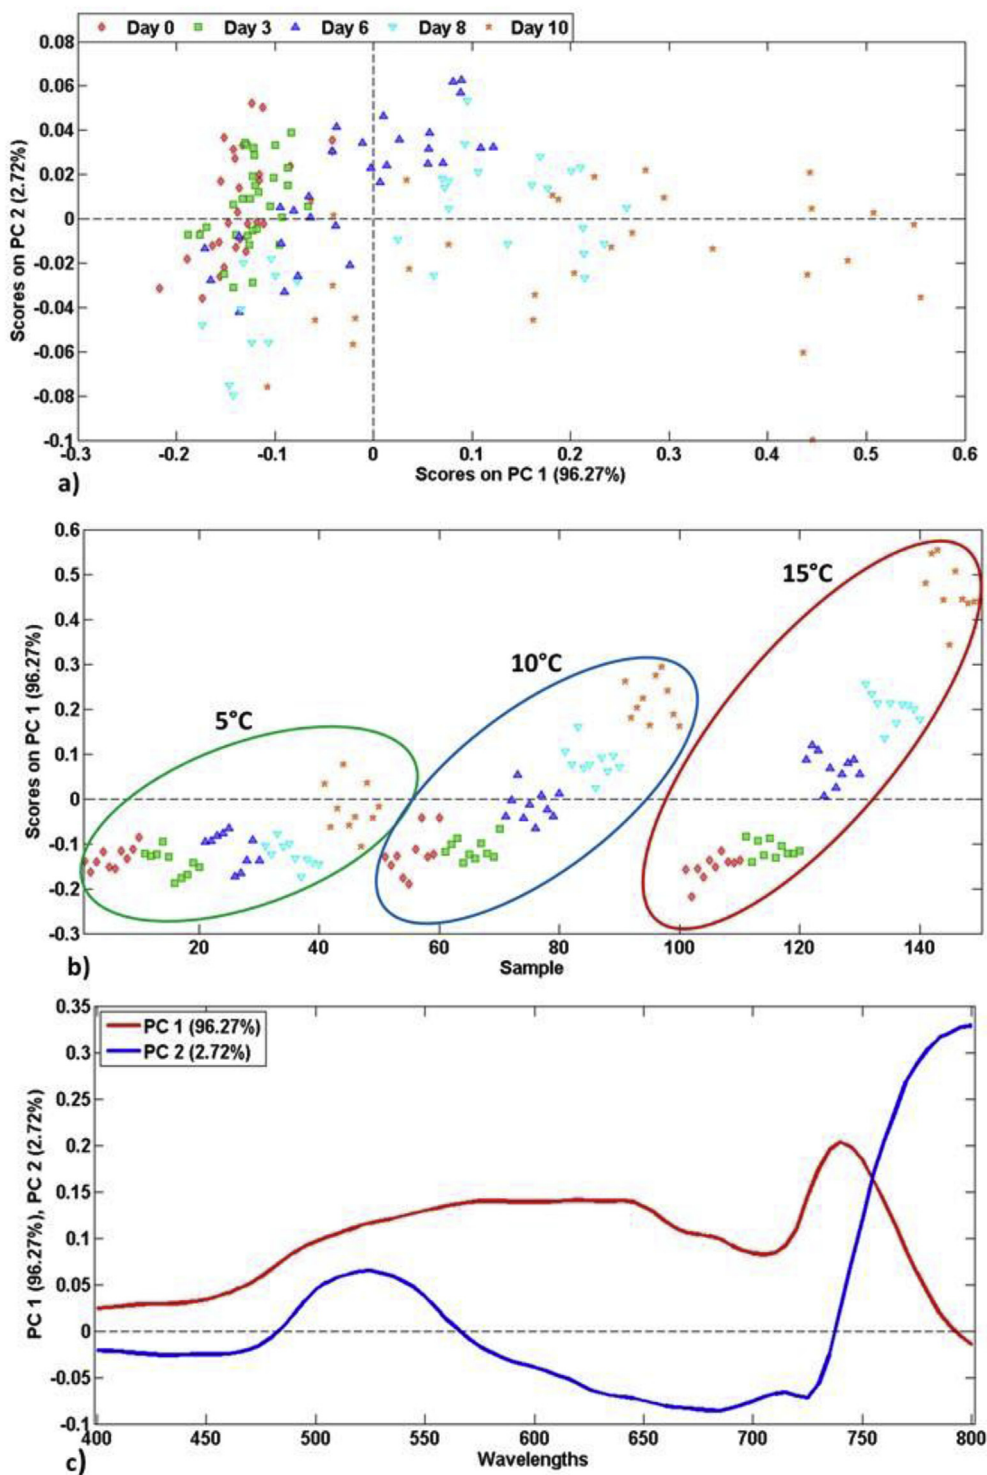 Day 0 Day 3 Day 6 Day 8 Day 10
0.08
0.06
0.04
0.02
0
-0.02
-0.04
-0.06
-0.08
-0.1
Scores on PC 2 (2.72%)
-0.3 -0.2 -0.1 0 0.1 0.2 0.3 0.4 0.5 0.6
Scores on PC 1 (96.27%)
a)
0.6
0.5
0.4
0.3
0.2
0.1
0
-0.1
-0.2
-0.3
Scores on PC 1 (96.27%)
5°C
10°C
15°C
20 40 60 80 100 120 140
Sample
b)
0.35
0.3
0.25
0.2
0.15
0.1
0.05
0
-0.05
-0.1
PC 1 (96.27%), PC 2 (2.72%)
PC 1 (96.27%)
PC 2 (2.72%)
400 450 500 550 600 650 700 750 800
Wavelengths
c)